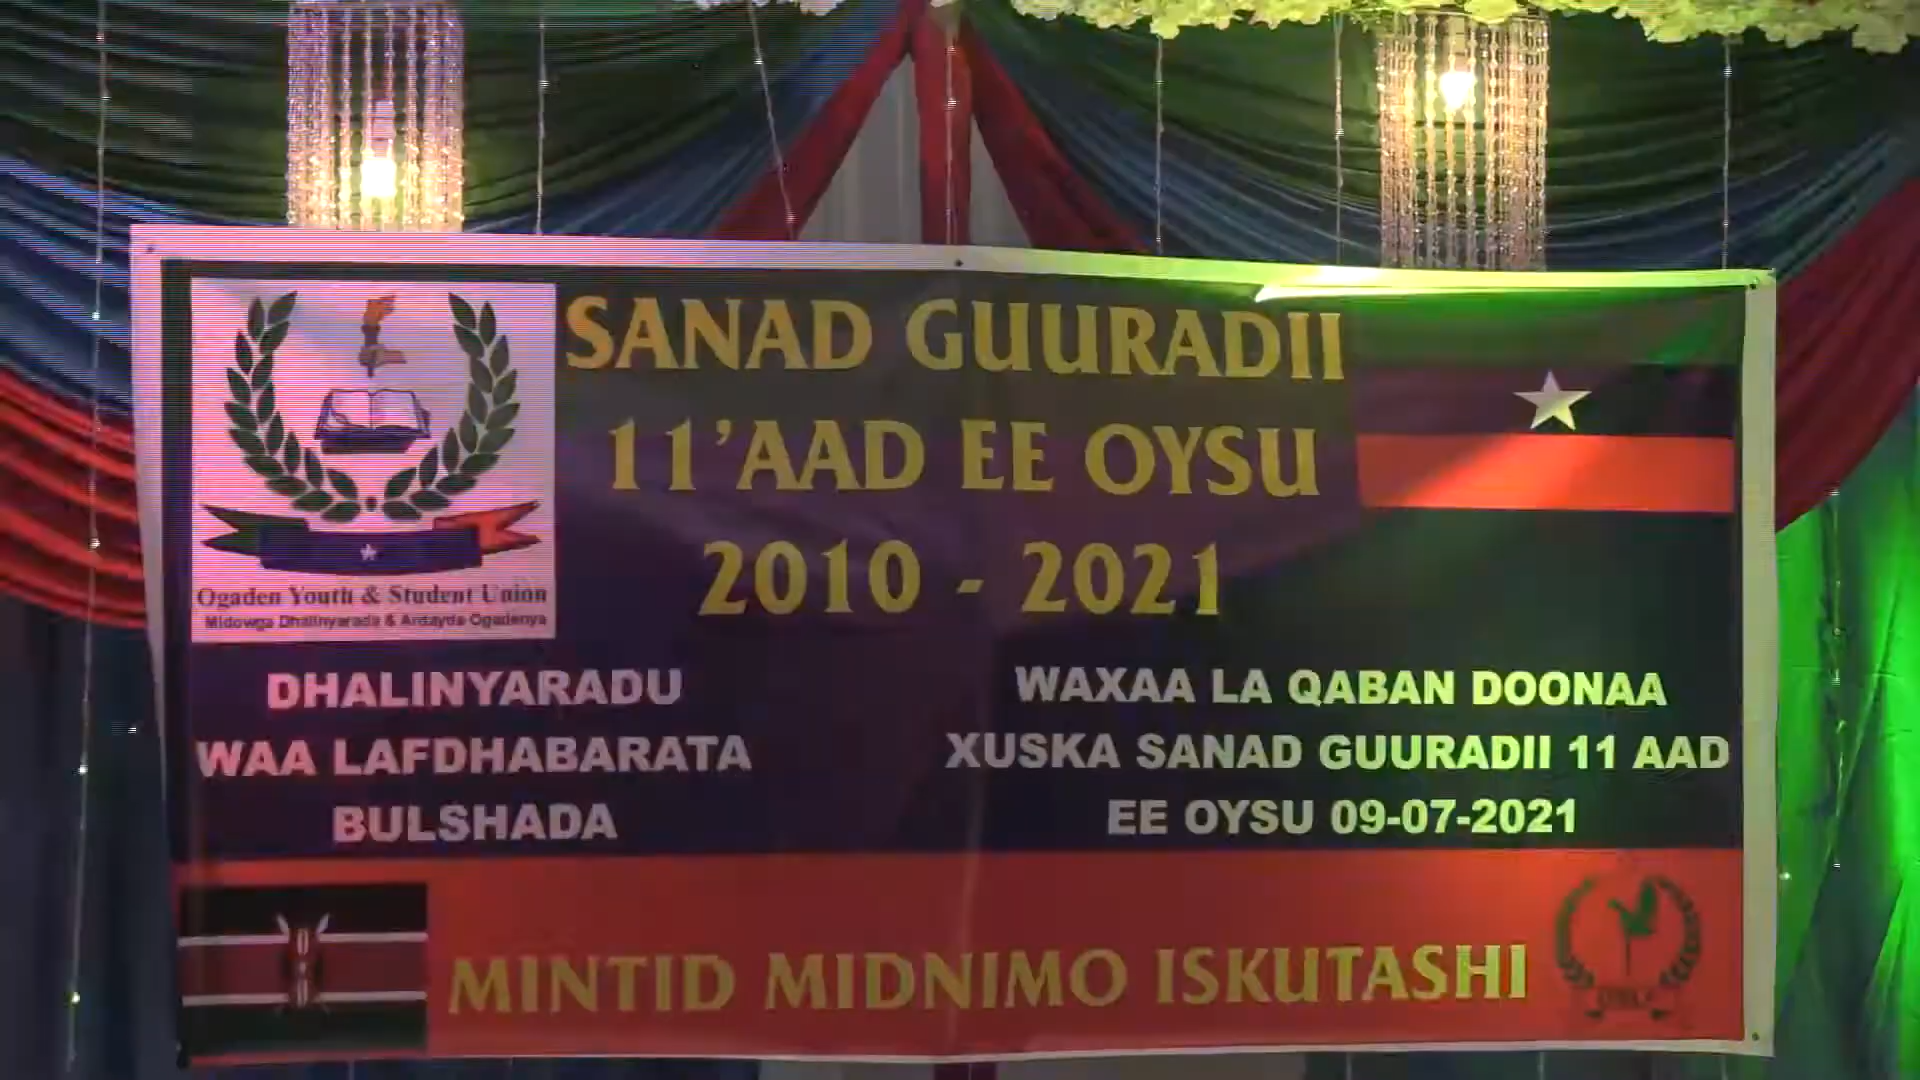 SANAD GUURADII
11'AAD EE OYSU
2010 - 2021
Ogaden Youth & Student Union
Midowga Dhalinyarada & Ardayda Ogadenya
DHALINYARADU
WAA LAFDHABARATA
BULSHADA
WAXAA LA QABAN DOONAA
XUSKA SANAD GUURADII 11 AAD
EE OYSU 09-07-2021
MINTID MIDNIMO ISKUTASHI